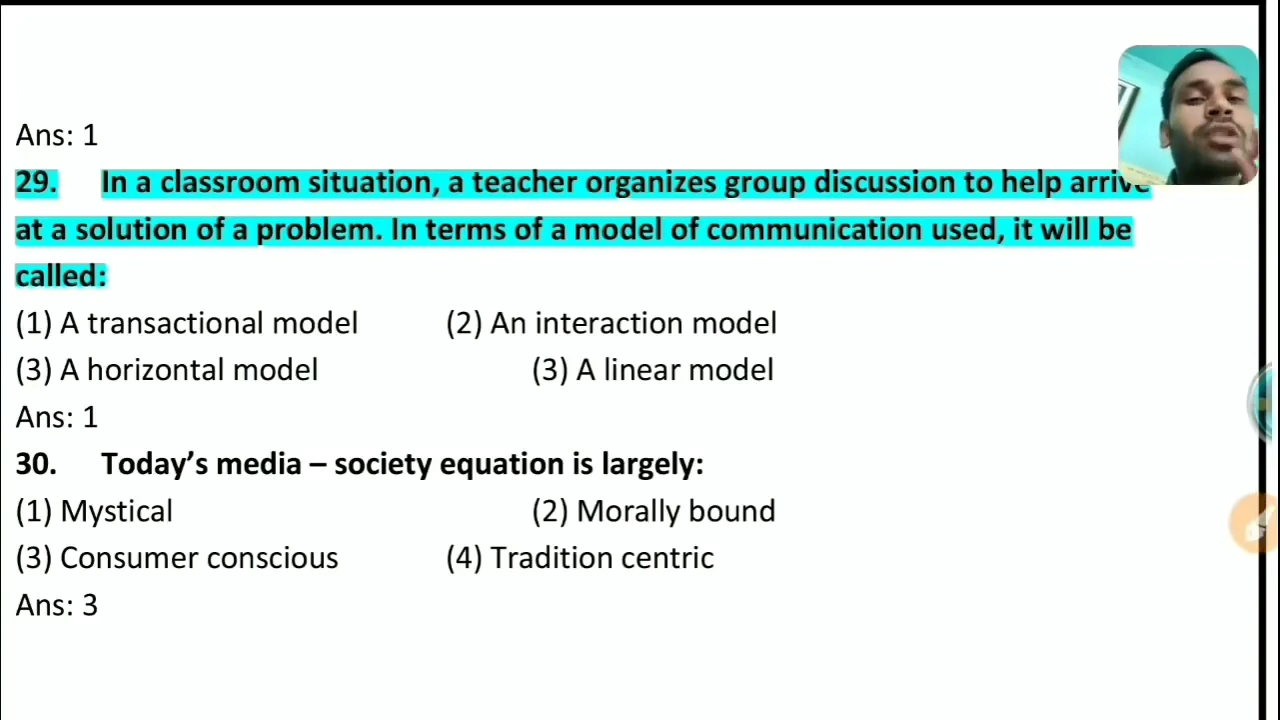 Ans: 1
29. In a classroom situation, a teacher organizes group discussion to help arrive
at a solution of a problem. In terms of a model of communication used, it will be
called:
(1) A transactional model (2) An interaction model
(3) A horizontal model (3) A linear model
Ans: 1
30. Today’s media – society equation is largely:
(1) Mystical (2) Morally bound
(3) Consumer conscious (4) Tradition centric
Ans: 3